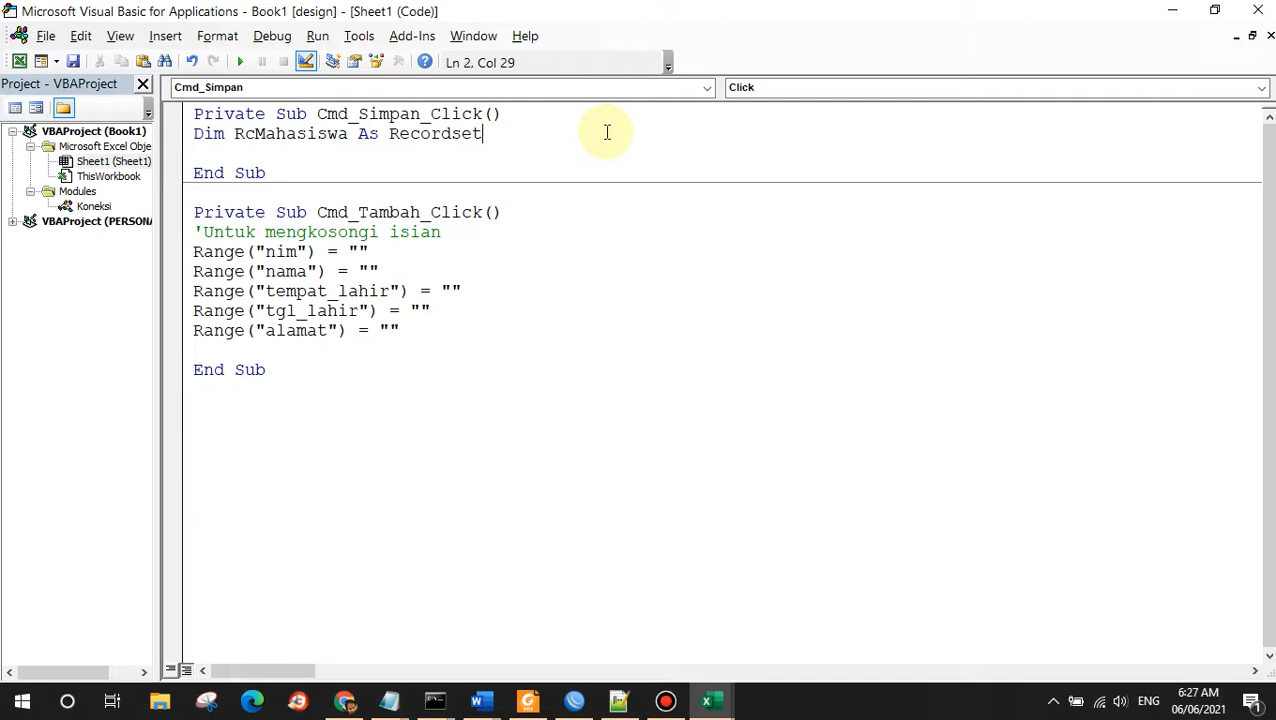 Microsoft Visual Basic for Applications - Book1 [design] - [Sheet1 (Code)]
File Edit View Insert Format Debug Run Tools Add-Ins Window Help
Ln 2, Col 29
Project - VBAProject
Cmd_Simpan
Click
VBAProject (Book1)
Microsoft Excel Obje
Sheet1 (Sheet1)
ThisWorkbook
Modules
Koneksi
VBAProject (PERSONA
Private Sub Cmd_Simpan_Click()
Dim RcMahasiswa As Recordset
End Sub
Private Sub Cmd_Tambah_Click()
'Untuk mengkosongi isian
Range("nim") = ""
Range("nama") = ""
Range("tempat_lahir") = ""
Range("tgl_lahir") = ""
Range("alamat") = ""
End Sub
ENG
6:27 AM
06/06/2021